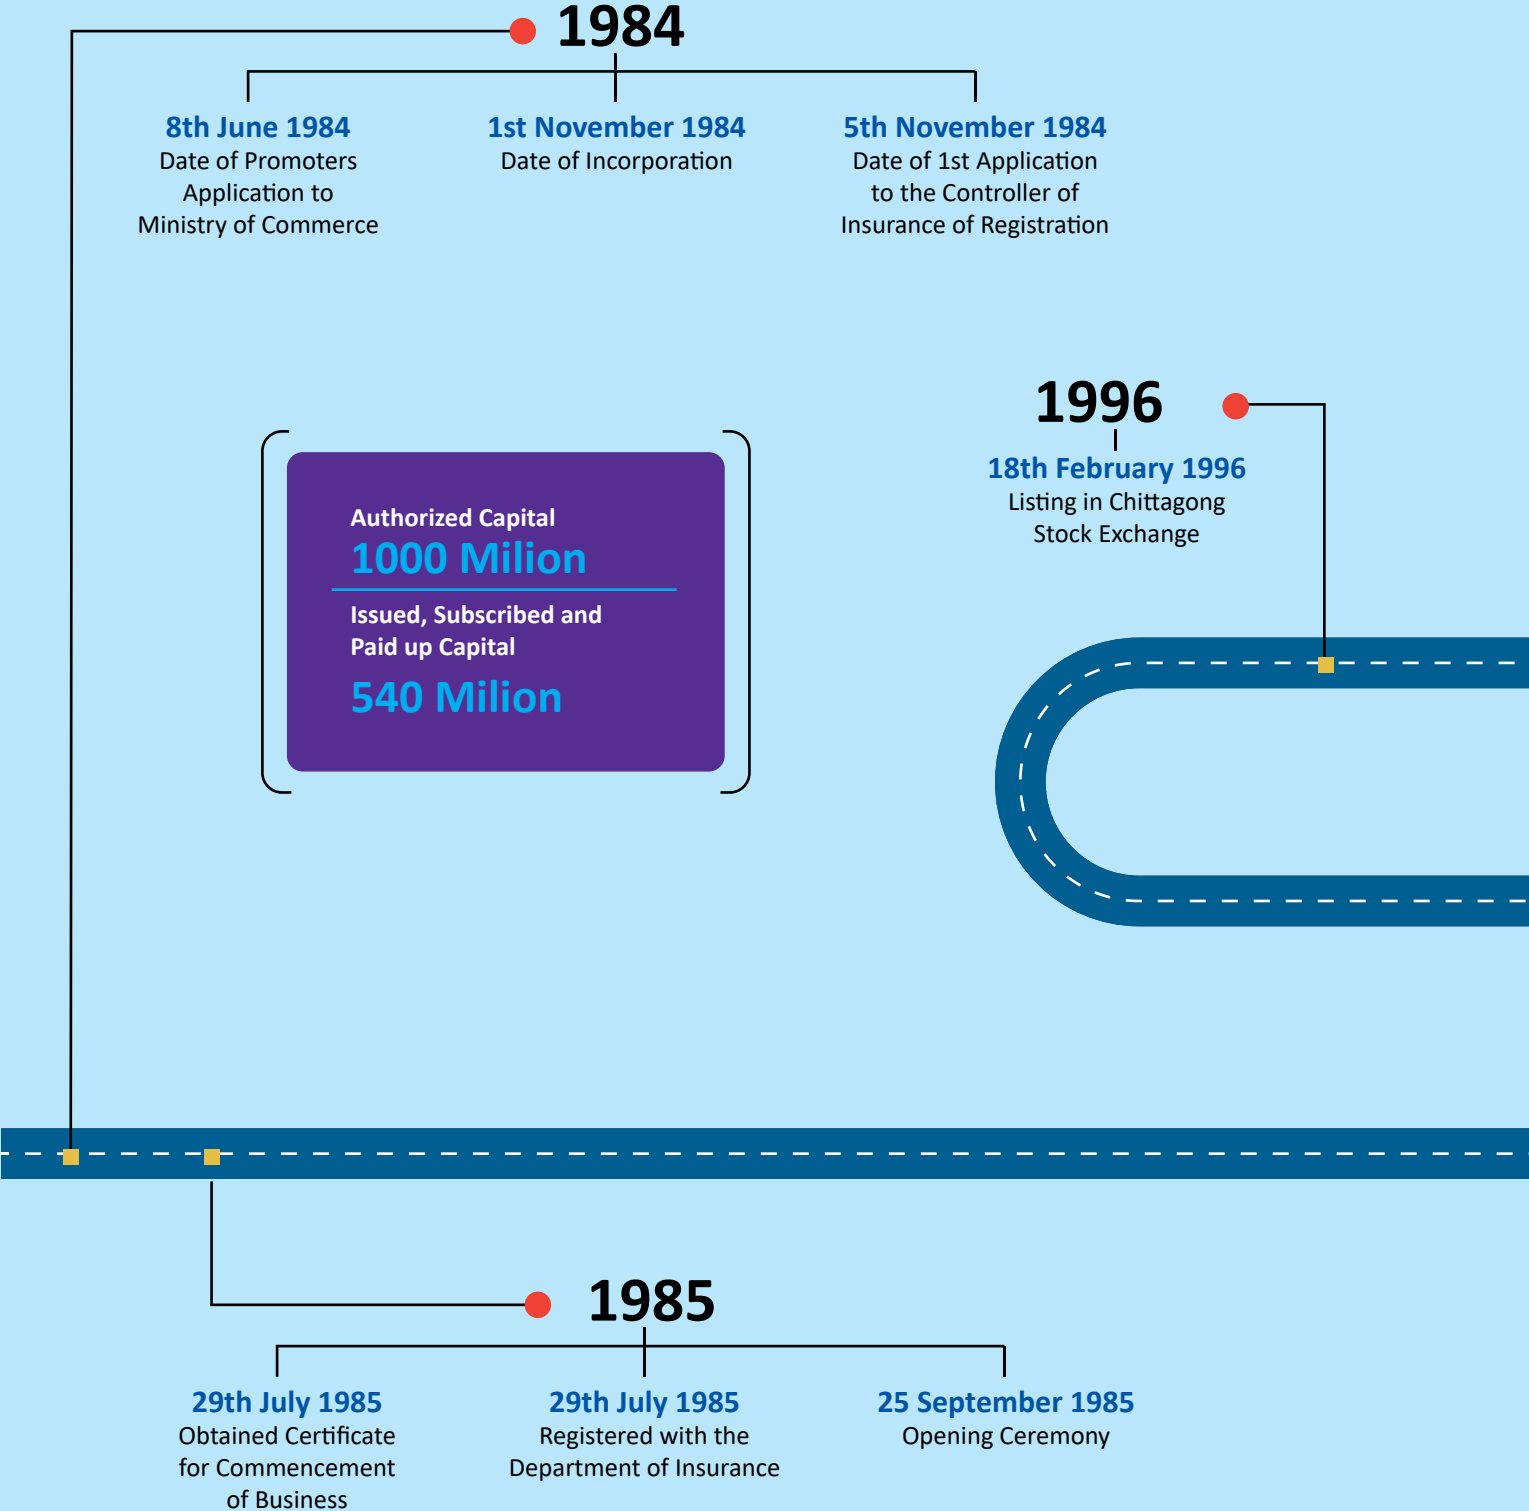 1984
8th June 1984
Date of Promoters
Application to
Ministry of Commerce
1st November 1984
Date of Incorporation
5th November 1984
Date of 1st Application
to the Controller of
Insurance of Registration
1996
18th February 1996
Listing in Chittagong
Stock Exchange
Authorized Capital
1000 Milion
Issued, Subscribed and
Paid up Capital
540 Milion
1985
29th July 1985
Obtained Certificate
for Commencement
of Business
29th July 1985
Registered with the
Department of Insurance
25 September 1985
Opening Ceremony